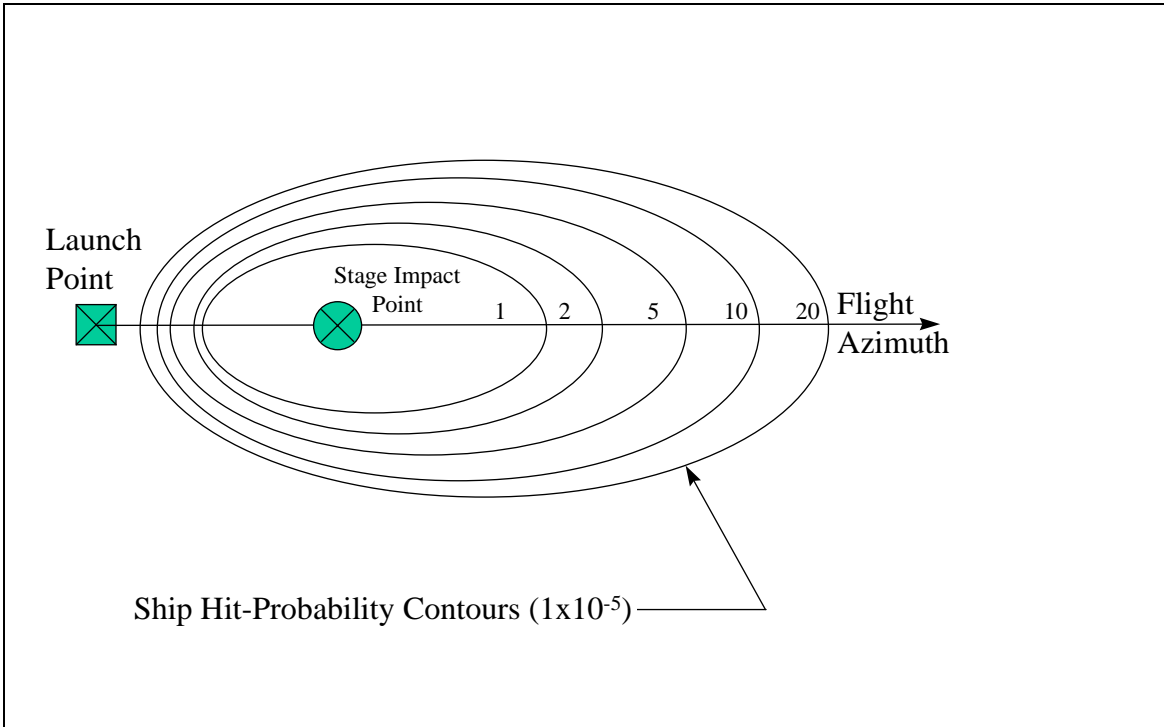 Launch
Point
Stage Impact
Point
1 2 5 10 20
Flight
Azimuth
Ship Hit-Probability Contours (1x10⁻⁵)